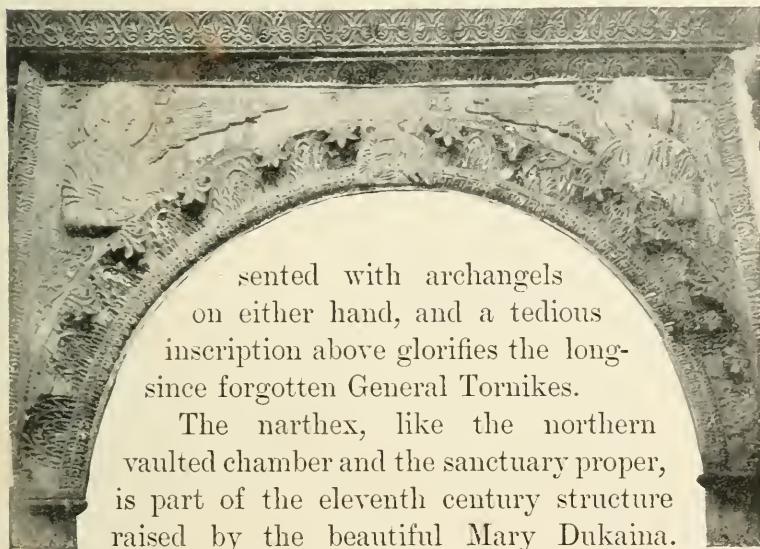 sented with archangels
on either hand, and a tedious
inscription above glorifies the long-
since forgotten General Tornikes.
The narthex, like the northern
vaulted chamber and the sanctuary proper,
is part of the eleventh century structure
raised by the beautiful Mary Dukaina.